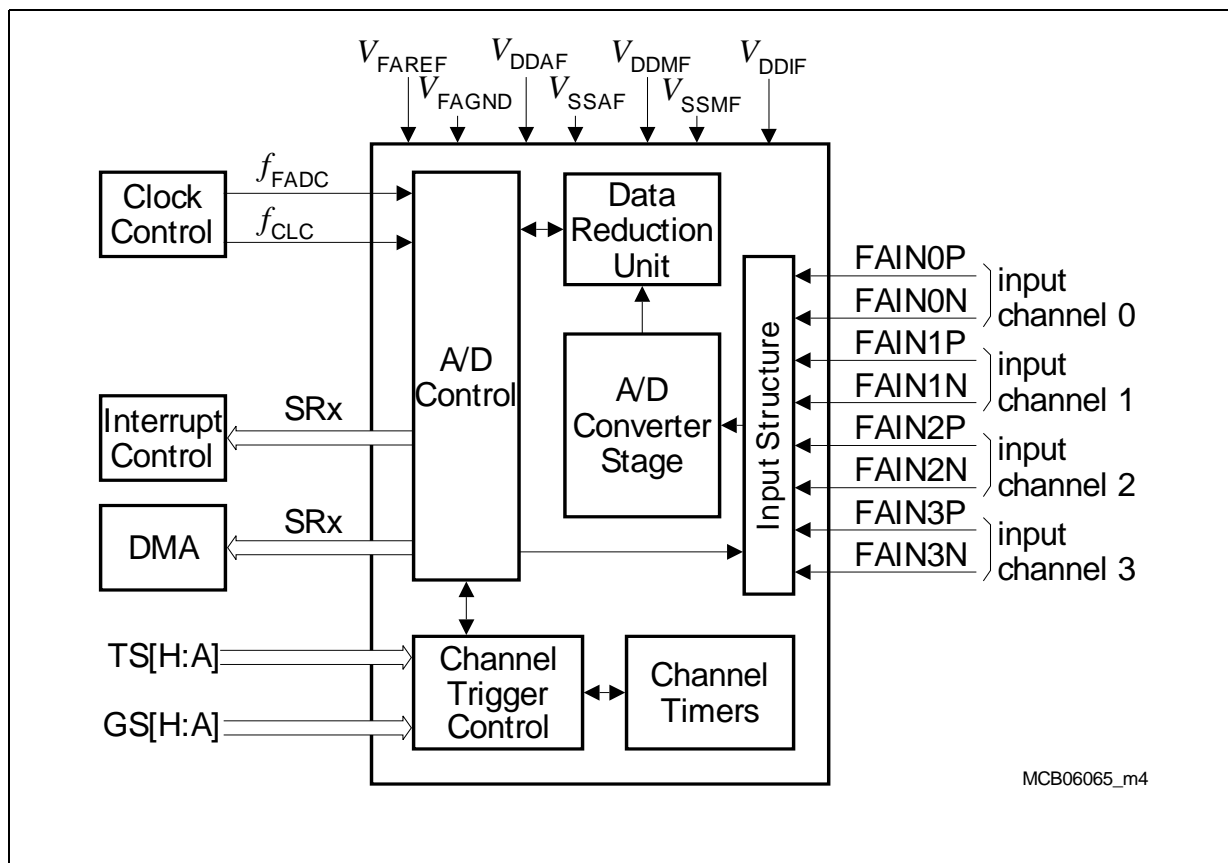 VFAREF
VDDAF
VDDMF
VDDIF
VFAGND
VSSAF
VSSMF
Clock
Control
fFADC
fCLC
A/D
Control
Data
Reduction
Unit
A/D
Converter
Stage
Input Structure
FAIN0P
FAIN0N
input
channel 0
FAIN1P
FAIN1N
input
channel 1
FAIN2P
FAIN2N
input
channel 2
FAIN3P
FAIN3N
input
channel 3
Interrupt
Control
SRx
DMA
SRx
TS[H:A]
GS[H:A]
Channel
Trigger
Control
Channel
Timers
MCB06065_m4